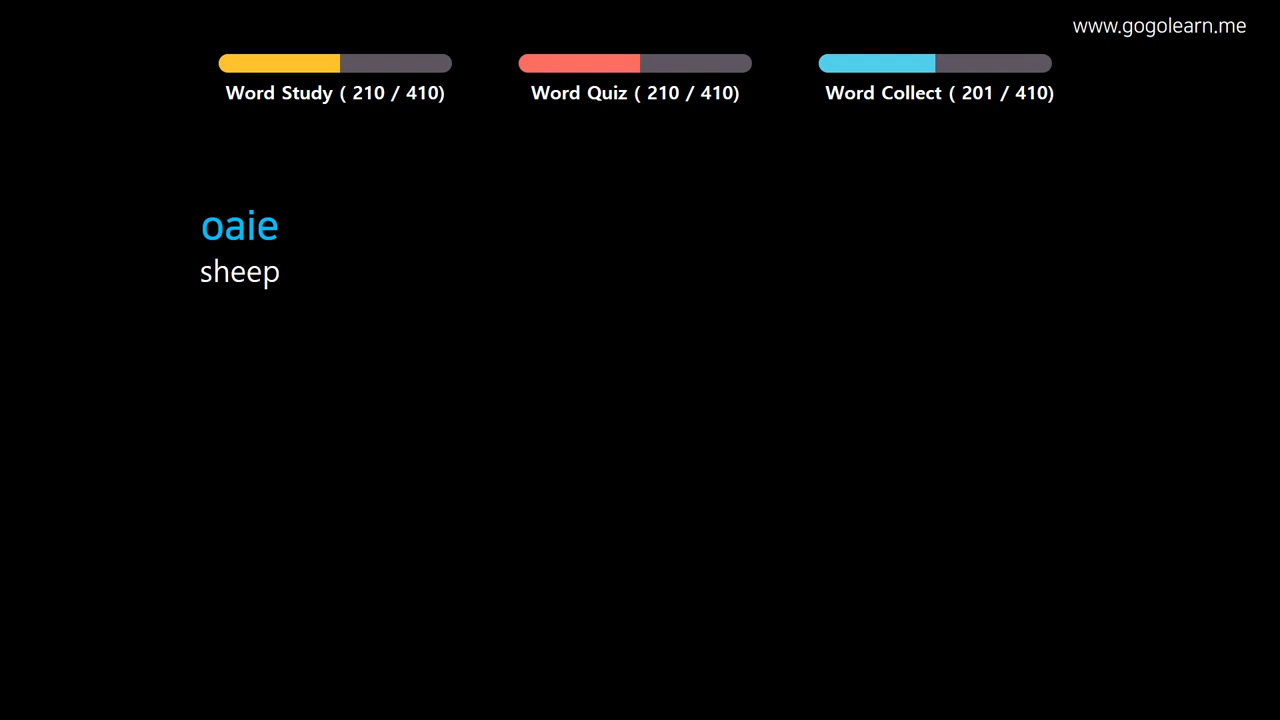 www.gogolearn.me
Word Study ( 210 / 410)
Word Quiz ( 210 / 410)
Word Collect ( 201 / 410)
oaie
sheep